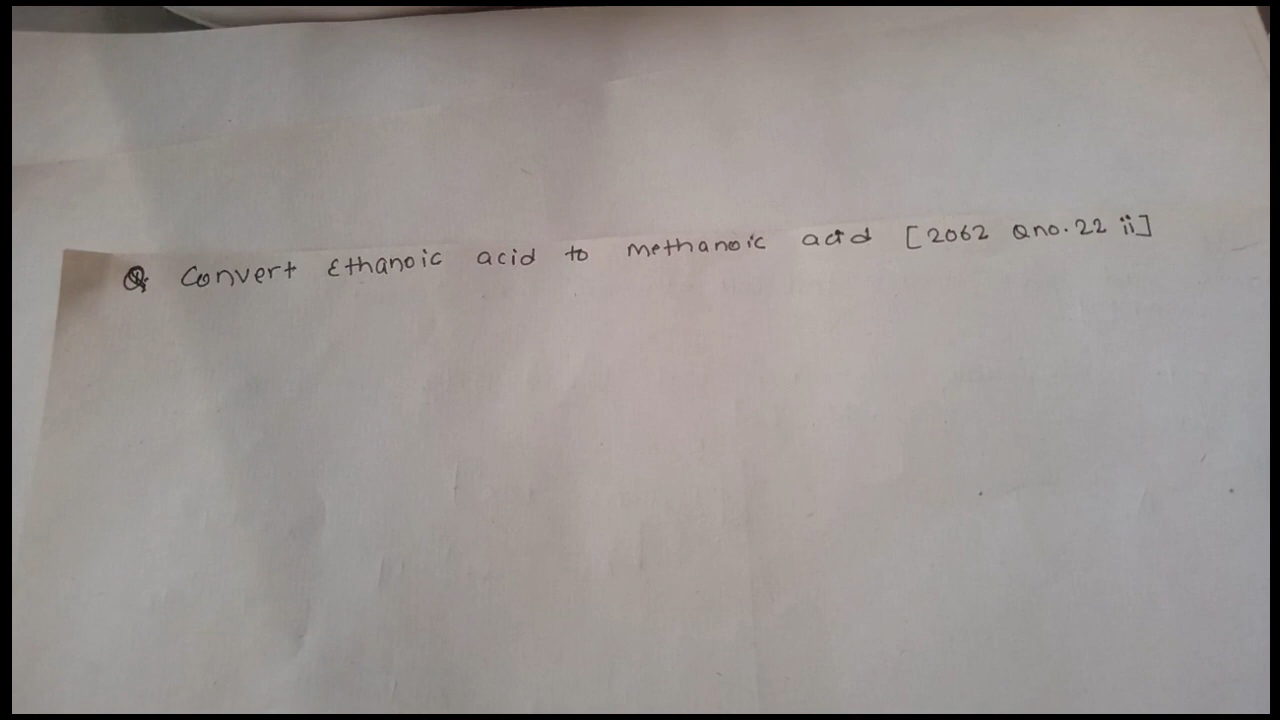 Q Convert Ethanoic acid to methanoic acid [2062 Qno.22 ii]